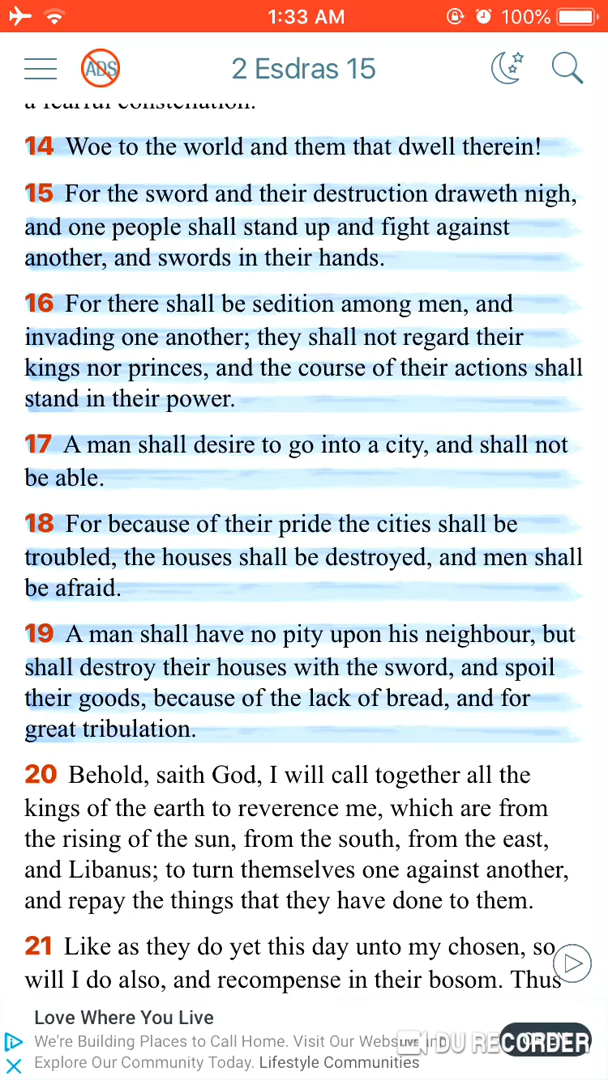 1:33 AM
100%
ADS
2 Esdras 15
a fearful constellation.
14 Woe to the world and them that dwell therein!
15 For the sword and their destruction draweth nigh,
and one people shall stand up and fight against
another, and swords in their hands.
16 For there shall be sedition among men, and
invading one another; they shall not regard their
kings nor princes, and the course of their actions shall
stand in their power.
17 A man shall desire to go into a city, and shall not
be able.
18 For because of their pride the cities shall be
troubled, the houses shall be destroyed, and men shall
be afraid.
19 A man shall have no pity upon his neighbour, but
shall destroy their houses with the sword, and spoil
their goods, because of the lack of bread, and for
great tribulation.
20 Behold, saith God, I will call together all the
kings of the earth to reverence me, which are from
the rising of the sun, from the south, from the east,
and Libanus; to turn themselves one against another,
and repay the things that they have done to them.
21 Like as they do yet this day unto my chosen, so
will I do also, and recompense in their bosom. Thus
Love Where You Live
We're Building Places to Call Home. Visit Our
Explore Our Community Today. Lifestyle Communities
LIVE DU RECORDER